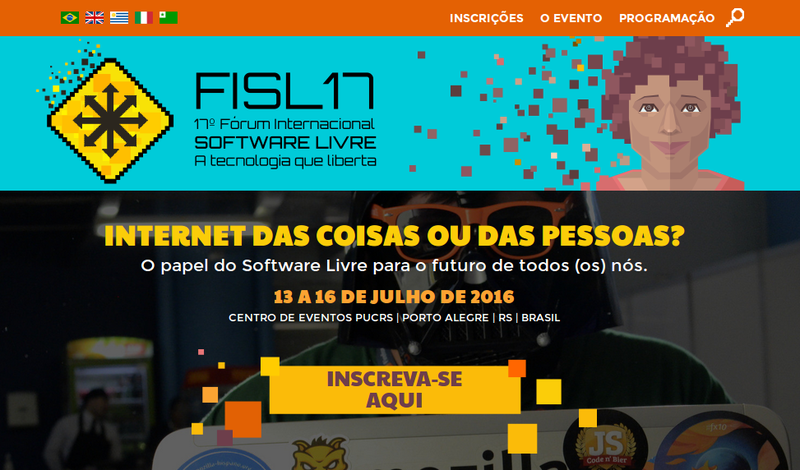 INSCRIÇÕES O EVENTO PROGRAMAÇÃO
FISL17
17º Fórum Internacional
SOFTWARE LIVRE
A tecnologia que liberta
INTERNET DAS COISAS OU DAS PESSOAS?
O papel do Software Livre para o futuro de todos (os) nós.
13 A 16 DE JULHO DE 2016
CENTRO DE EVENTOS PUCRS | PORTO ALEGRE | RS | BRASIL
INSCREVA-SE
AQUI
mozilla
JS
Code n' Bier